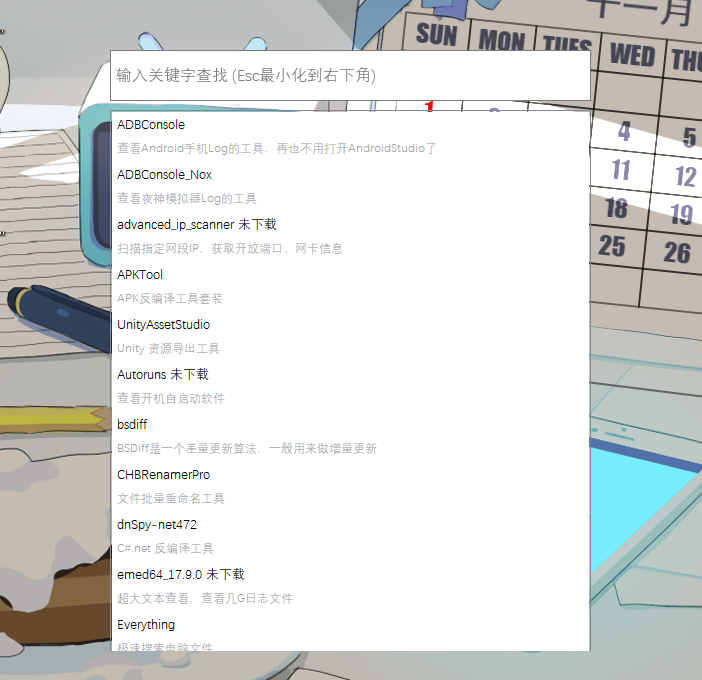 十一月
SUN MON TUES WED THU
输入关键字查找 (Esc最小化到右下角)
1
ADBConsole
查看Android手机Log的工具，再也不用打开AndroidStudio了
4 5
ADBConsole_Nox
查看夜神模拟器Log的工具
11 12
advanced_ip_scanner 未下载
扫描指定网段IP，获取开放端口、网卡信息
18 19
25 26
APKTool
APK反编译工具套装
UnityAssetStudio
Unity 资源导出工具
Autoruns 未下载
查看开机自启动软件
bsdiff
BSDiff是一个差量更新算法，一般用来做增量更新
CHBRenamerPro
文件批量重命名工具
dnSpy-net472
C#.net 反编译工具
emed64_17.9.0 未下载
超大文本查看，查看几G日志文件
Everything
极速搜索电脑文件